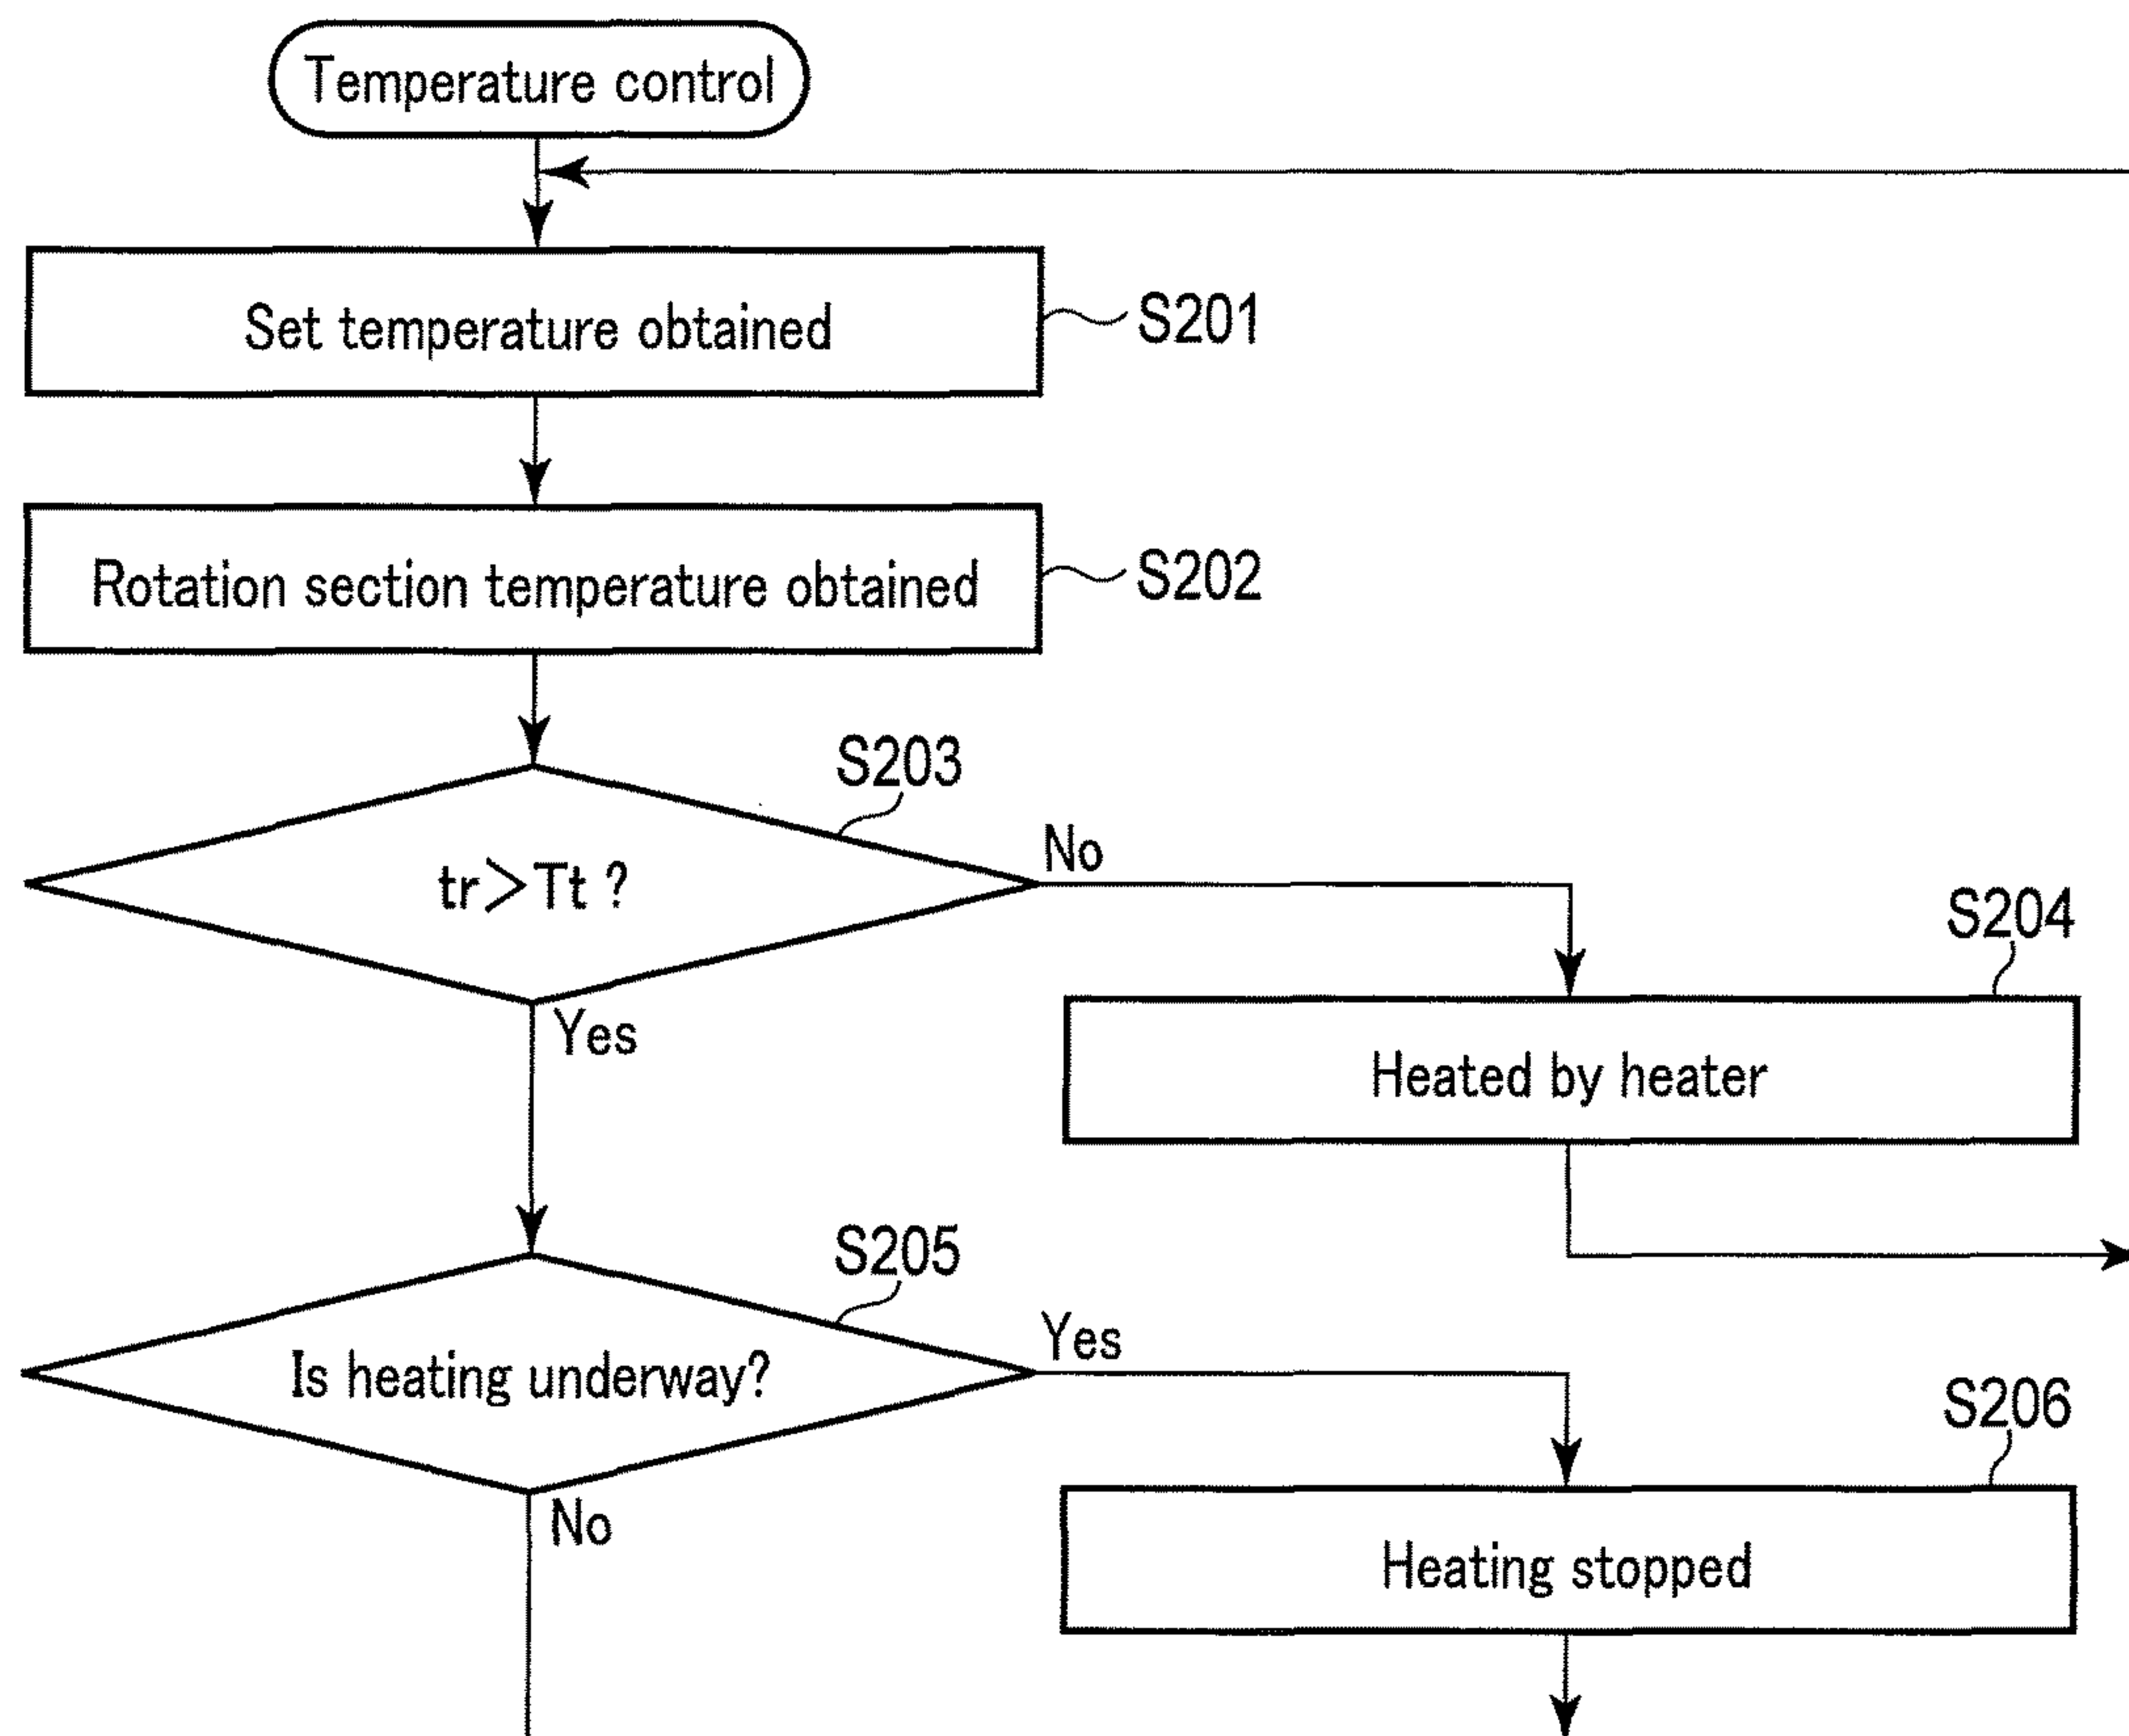 Temperature control
Set temperature obtained
S201
Rotation section temperature obtained
S202
S203
tr>Tt ?
No
Yes
S204
Heated by heater
S205
Is heating underway?
Yes
No
S206
Heating stopped